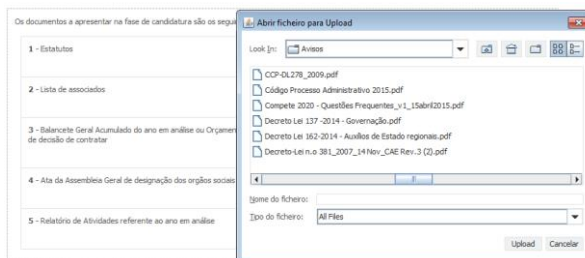 Os documentos a apresentar na fase de candidatura são os
1 - Estatutos
2 - Lista de associados
3 - Balancete Geral Acumulado do ano em análise ou
de decisão de contratar
4 - Ata da Assembleia Geral de designação dos orgãos sociais
5 - Relatório de Atividades referente ao ano em análise
Abrir ficheiro para Upload
Look In:
Avisos
CCP-DL278_2009.pdf
Código Processo Administrativo 2015.pdf
Compete 2020 - Questões Frequentes_v1_15abril2015.pdf
Decreto Lei 137 -2014 - Governação.pdf
Decreto Lei 162-2014 - Auxílios de Estado regionais.pdf
Decreto-Lei n.o 381_2007_14 Nov_CAE Rev.3 (2).pdf
Nome do ficheiro:
Tipo do ficheiro:
All Files
Upload
Cancelar